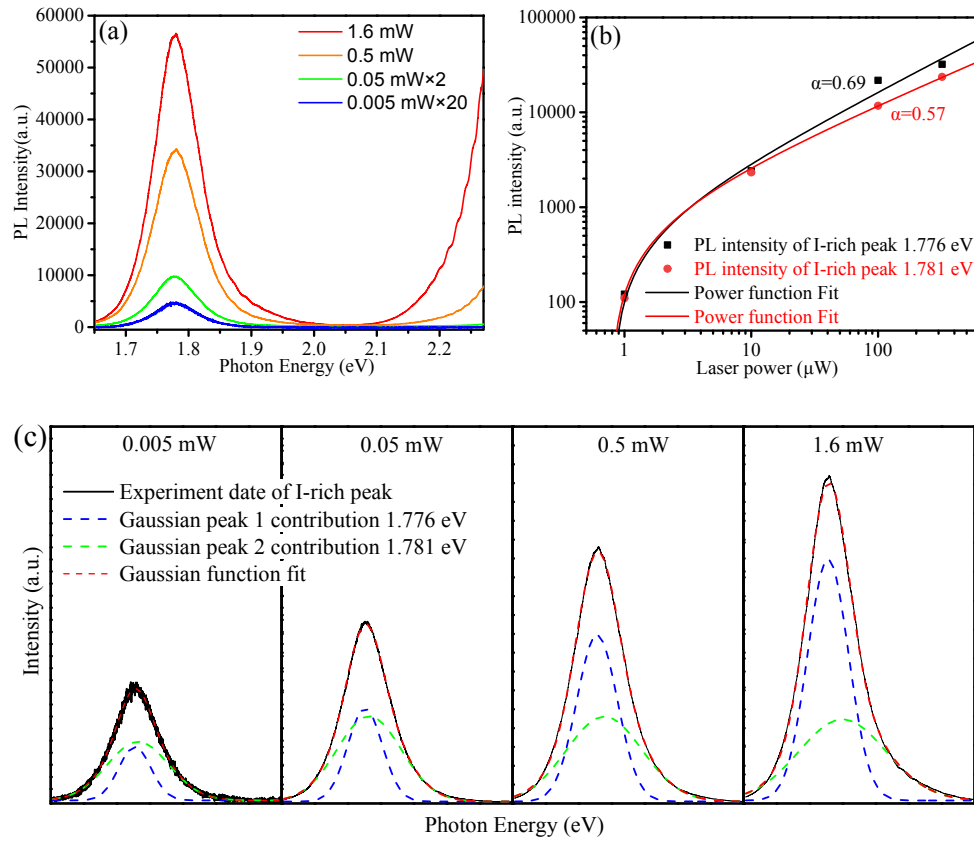 (a)
1.6 mW
0.5 mW
0.05 mW×2
0.005 mW×20
60000
50000
40000
30000
20000
10000
0
1.7
1.8
1.9
2.0
2.1
2.2
PL Intensity(a.u.)
Photon Energy (eV)
(b)
α=0.69
α=0.57
PL intensity of I-rich peak 1.776 eV
PL intensity of I-rich peak 1.781 eV
Power function Fit
Power function Fit
100000
10000
1000
100
1
10
100
PL intensity (a.u.)
Laser power (µW)
(c)
0.005 mW
0.05 mW
0.5 mW
1.6 mW
Experiment date of I-rich peak
Gaussian peak 1 contribution 1.776 eV
Gaussian peak 2 contribution 1.781 eV
Gaussian function fit
Intensity (a.u.)
Photon Energy (eV)